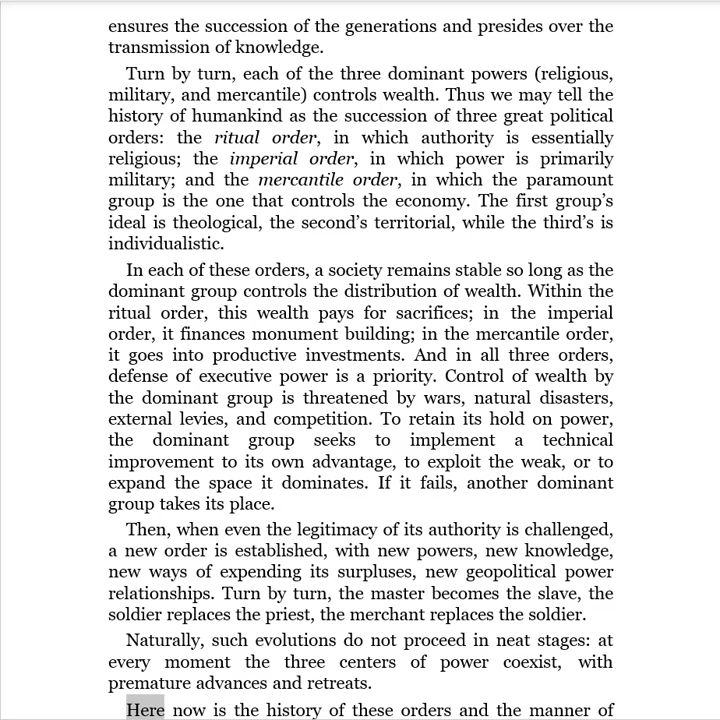 ensures the succession of the generations and presides over the
transmission of knowledge.
Turn by turn, each of the three dominant powers (religious,
military, and mercantile) controls wealth. Thus we may tell the
history of humankind as the succession of three great political
orders: the ritual order, in which authority is essentially
religious; the imperial order, in which power is primarily
military; and the mercantile order, in which the paramount
group is the one that controls the economy. The first group’s
ideal is theological, the second’s territorial, while the third’s is
individualistic.
In each of these orders, a society remains stable so long as the
dominant group controls the distribution of wealth. Within the
ritual order, this wealth pays for sacrifices; in the imperial
order, it finances monument building; in the mercantile order,
it goes into productive investments. And in all three orders,
defense of executive power is a priority. Control of wealth by
the dominant group is threatened by wars, natural disasters,
external levies, and competition. To retain its hold on power,
the dominant group seeks to implement a technical
improvement to its own advantage, to exploit the weak, or to
expand the space it dominates. If it fails, another dominant
group takes its place.
Then, when even the legitimacy of its authority is challenged,
a new order is established, with new powers, new knowledge,
new ways of expending its surpluses, new geopolitical power
relationships. Turn by turn, the master becomes the slave, the
soldier replaces the priest, the merchant replaces the soldier.
Naturally, such evolutions do not proceed in neat stages: at
every moment the three centers of power coexist, with
premature advances and retreats.
Here now is the history of these orders and the manner of